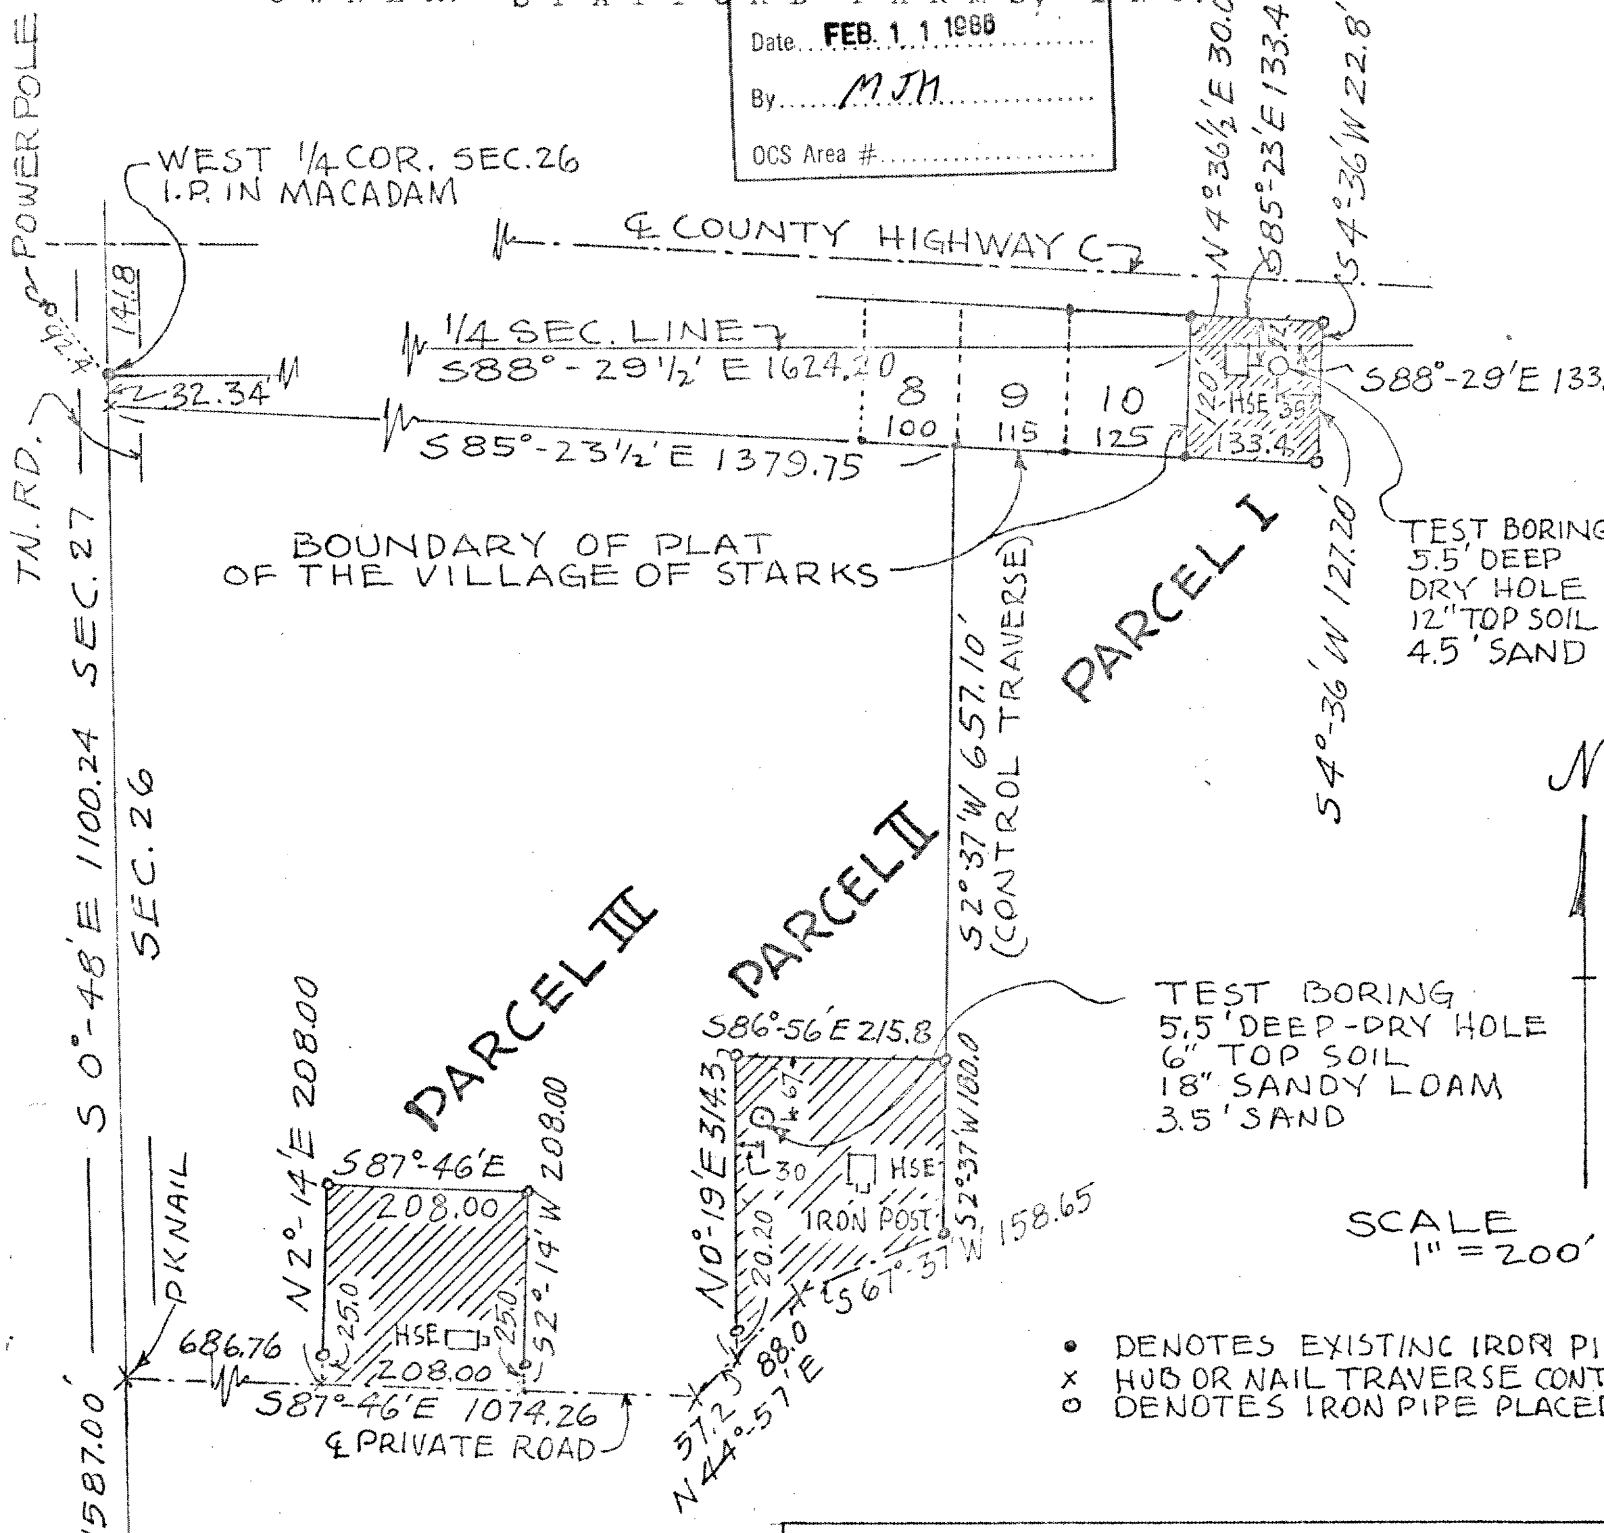 Date FEB. 1 1 1986
By MJH
OCS Area #
POWERPOLE
WEST 1/4 COR. SEC. 26
I.P. IN MACADAM
N4°-36½'E 30.0
S85°-23'E 133.4
S4°-36'W 22.8'
℄ COUNTY HIGHWAY C
141.8
1/4 SEC. LINE
S88°-29½'E 1624.20
32.34'
8
100
9
115
10
125
120
HSE
39
133.4
S88°-29'E 133.
S85°-23½'E 1379.75
TN. RD.
BOUNDARY OF PLAT
OF THE VILLAGE OF STARKS
PARCEL I
TEST BORING
5.5' DEEP
DRY HOLE
12" TOP SOIL
4.5' SAND
S4°-36'W 127.20'
S2°-37'W 657.10'
(CONTROL TRAVERSE)
S 0°-48'E 1100.24
SEC. 27
SEC. 26
N
PARCEL III
PARCEL II
TEST BORING
5.5' DEEP-DRY HOLE
6" TOP SOIL
18" SANDY LOAM
3.5' SAND
S86°-56'E 215.8
N0°-19'E 314.3
67
30
HSE
IRON POST
20.20'
S2°-37'W 180.0
S67°-37'W 158.65
N2°-14'E 208.00
S87°-46'E
208.00
S2°-14'W 208.00
25.0
HSE
25.0
208.00
PKNAIL
686.76
S87°-46'E 1074.26
℄ PRIVATE ROAD
57.2
88.0
N44°-57'E
587.00'
SCALE
1" = 200'
• DENOTES EXISTING IRON PI
x HUB OR NAIL TRAVERSE CONT
o DENOTES IRON PIPE PLACED